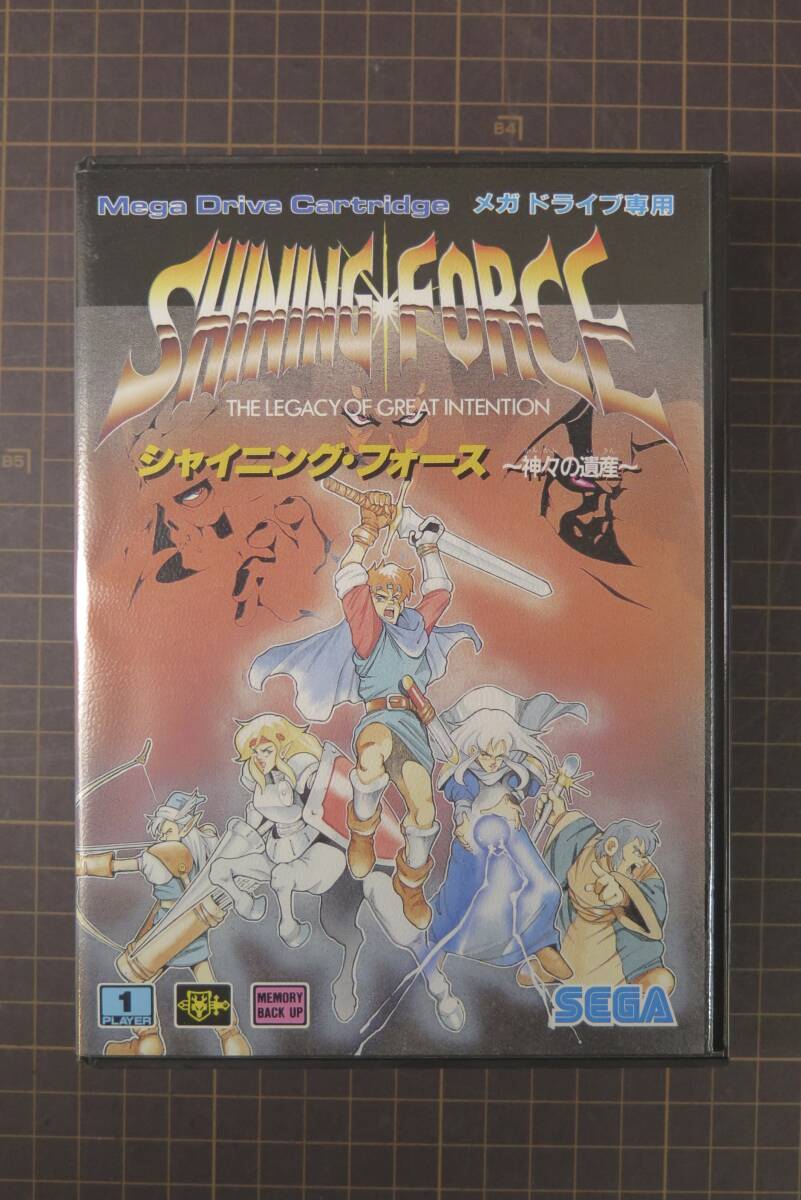 B4
Mega Drive Cartridge メガドライブ専用
SHINING FORCE
THE LEGACY OF GREAT INTENTION
シャイニング・フォース ～神々の遺産～
B5
1
PLAYER
MEMORY
BACK UP
SEGA